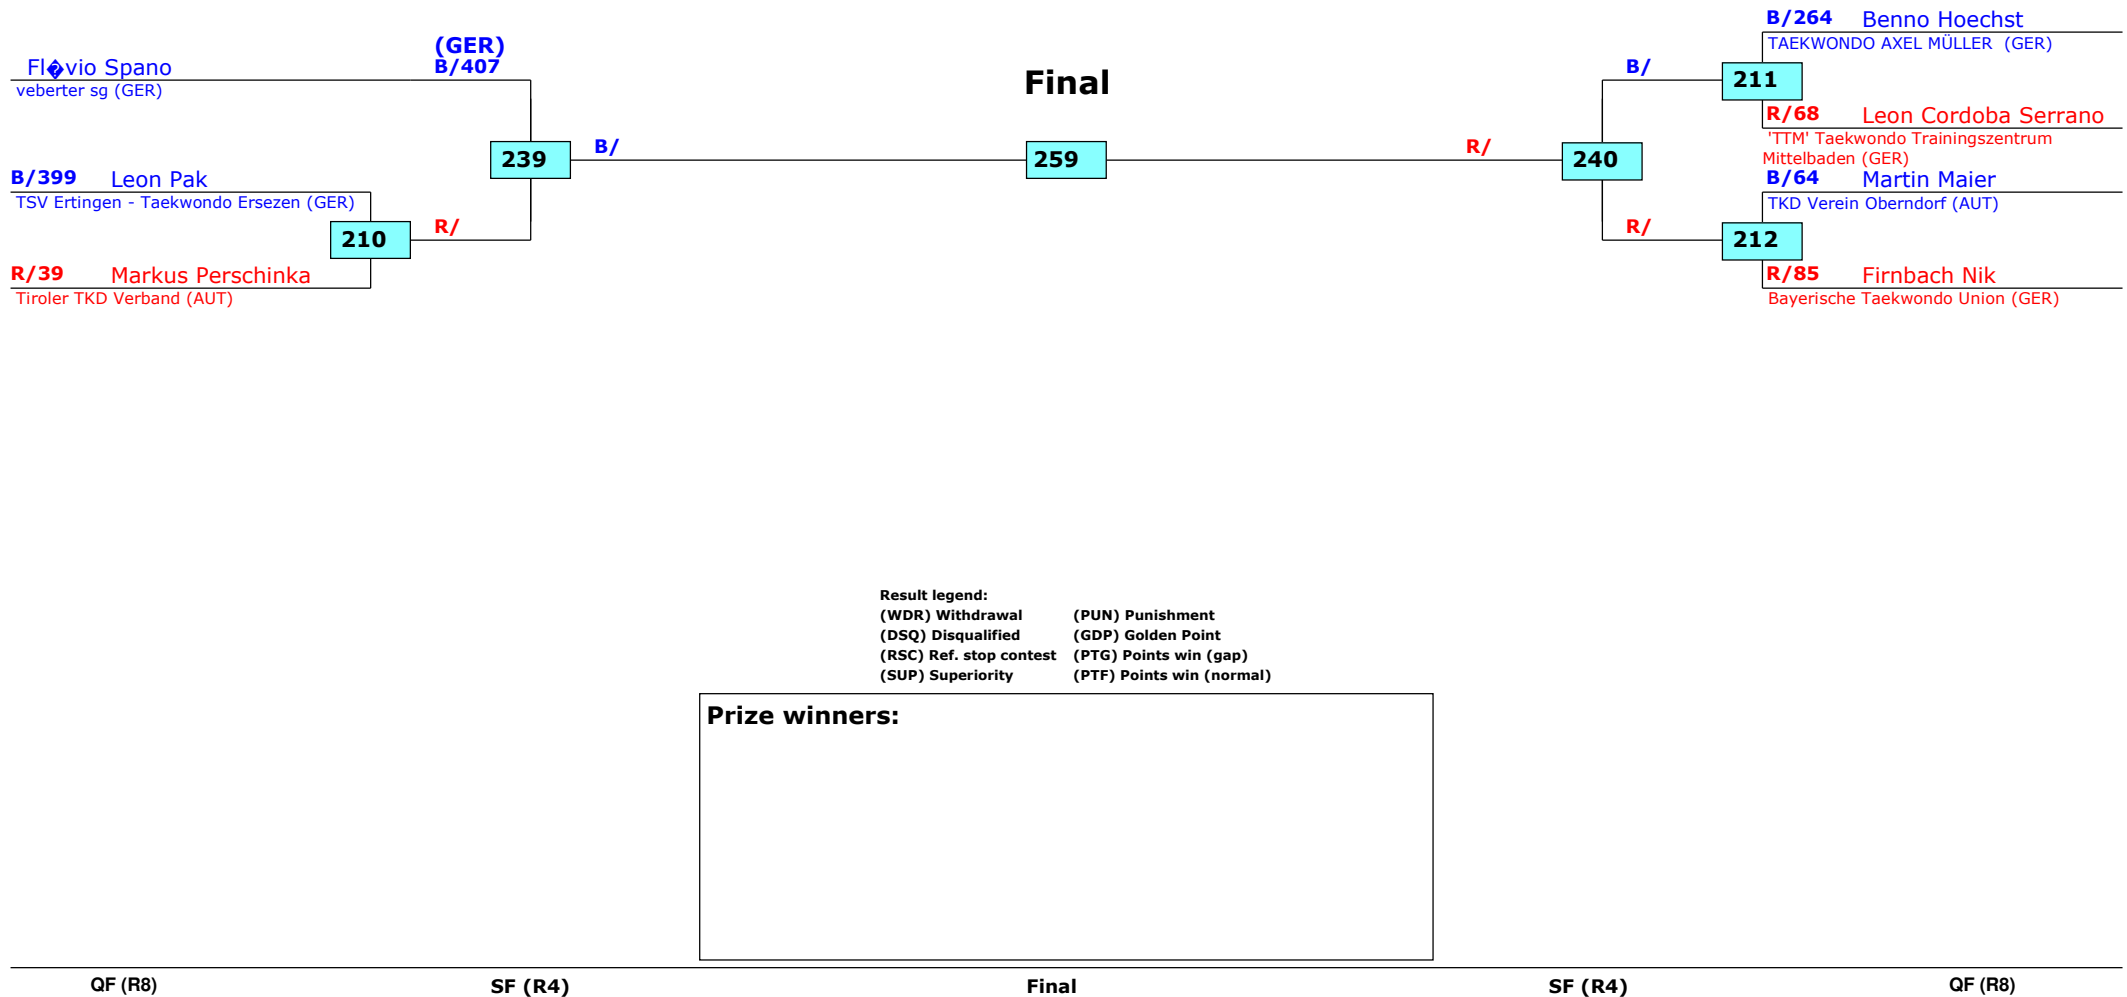 (GER)
Fl�vio Spano B/407
veberter sg (GER)
B/399 Leon Pak
TSV Ertingen - Taekwondo Ersezen (GER)
R/39 Markus Perschinka
Tiroler TKD Verband (AUT)
210
R/
239
B/
Final
259
R/
240
B/
R/
211
212
B/264 Benno Hoechst
TAEKWONDO AXEL MÜLLER (GER)
R/68 Leon Cordoba Serrano
'TTM' Taekwondo Trainingszentrum
Mittelbaden (GER)
B/64 Martin Maier
TKD Verein Oberndorf (AUT)
R/85 Firnbach Nik
Bayerische Taekwondo Union (GER)
Result legend:
(WDR) Withdrawal (PUN) Punishment
(DSQ) Disqualified (GDP) Golden Point
(RSC) Ref. stop contest (PTG) Points win (gap)
(SUP) Superiority (PTF) Points win (normal)
Prize winners:
QF (R8) SF (R4) Final SF (R4) QF (R8)